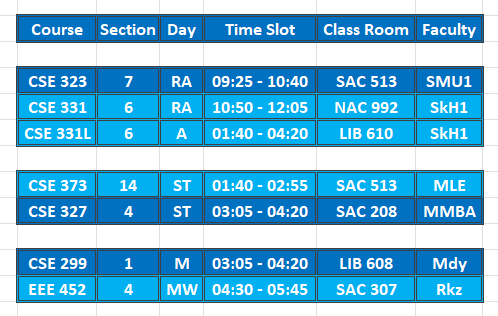 Course Section Day Time Slot Class Room Faculty
CSE 323 7 RA 09:25 - 10:40 SAC 513 SMU1
CSE 331 6 RA 10:50 - 12:05 NAC 992 SkH1
CSE 331L 6 A 01:40 - 04:20 LIB 610 SkH1
CSE 373 14 ST 01:40 - 02:55 SAC 513 MLE
CSE 327 4 ST 03:05 - 04:20 SAC 208 MMBA
CSE 299 1 M 03:05 - 04:20 LIB 608 Mdy
EEE 452 4 MW 04:30 - 05:45 SAC 307 Rkz